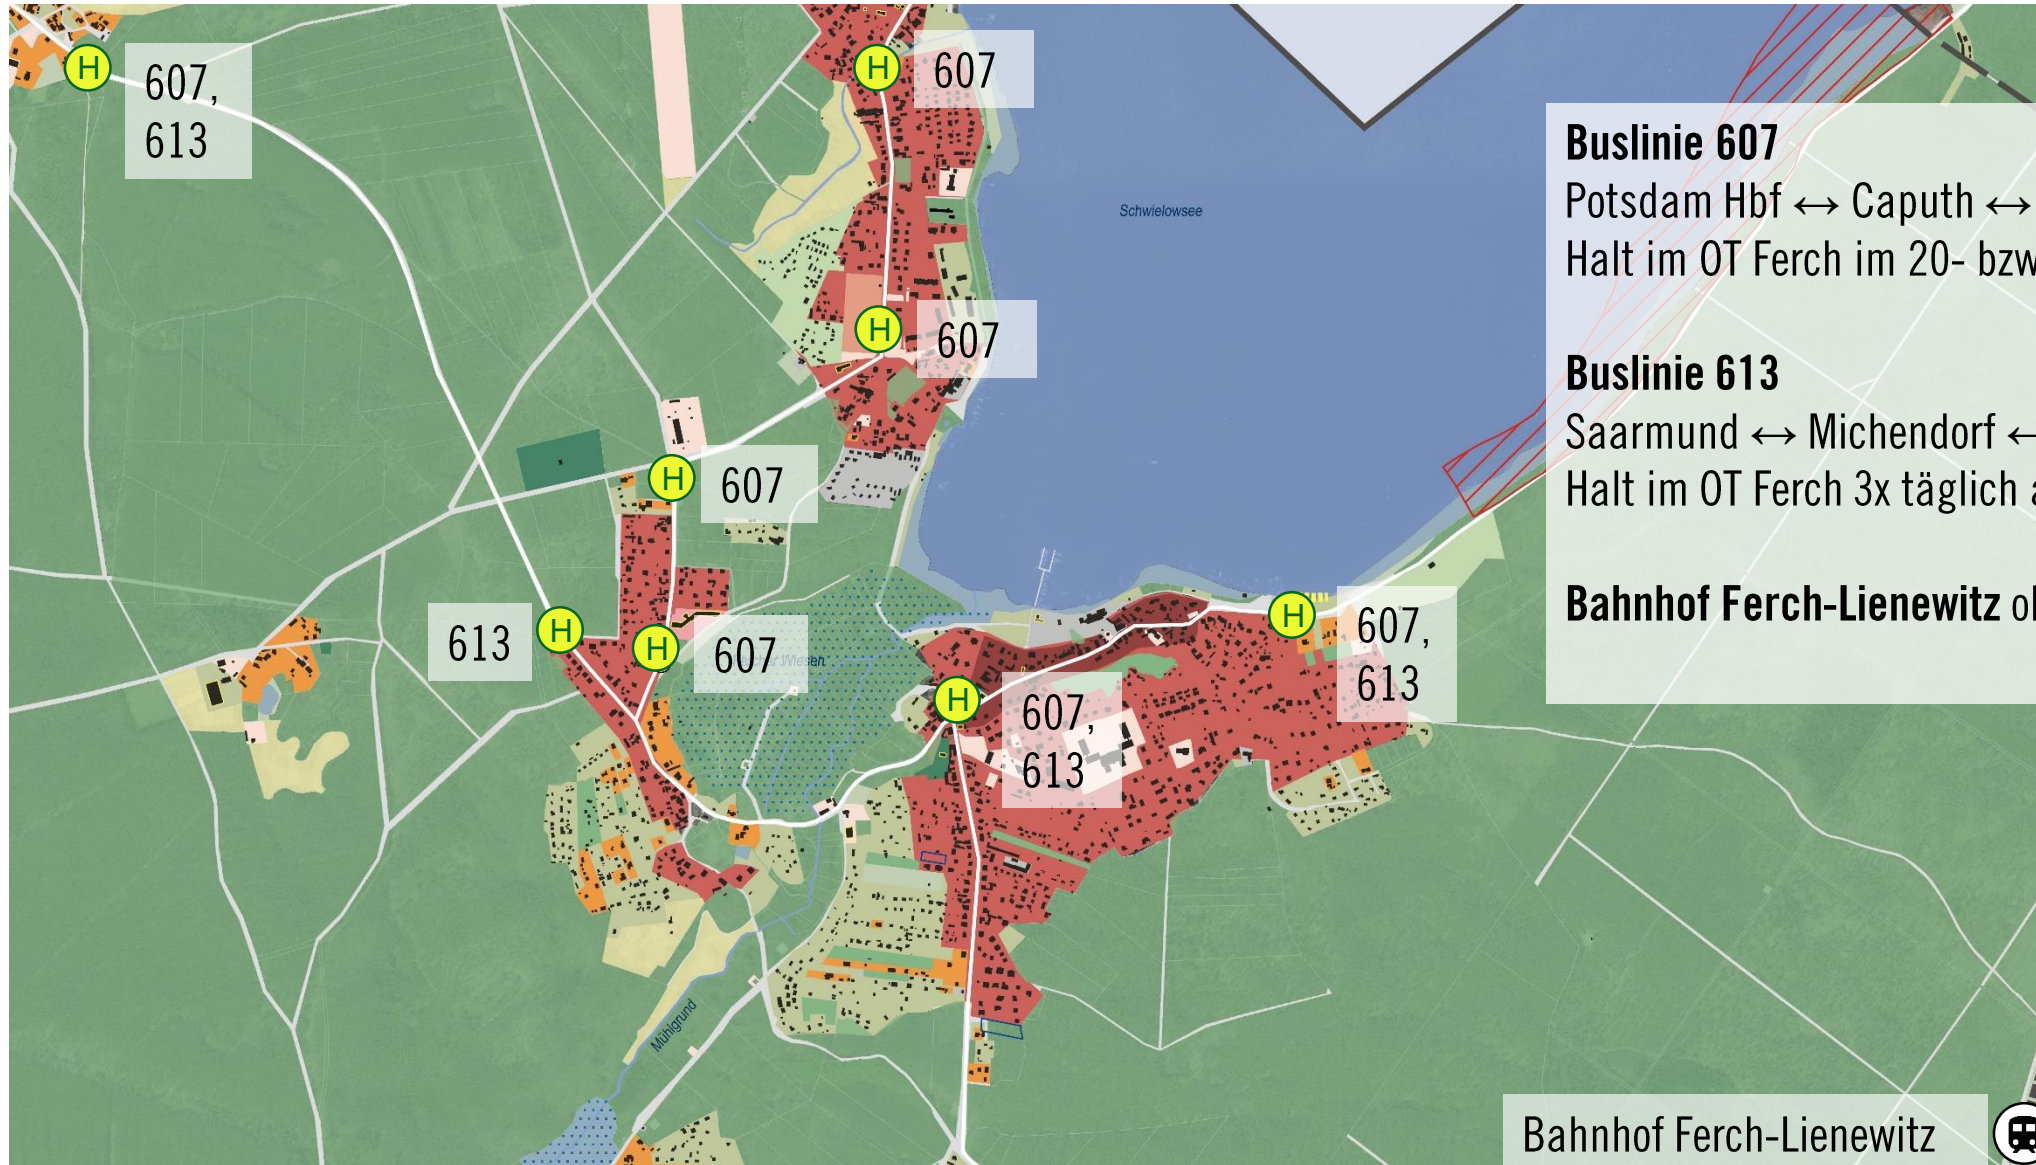 H
607,
613
H
607
Schwielowsee
Buslinie 607
Potsdam Hbf ↔ Caputh ↔
Halt im OT Ferch im 20- bzw
H
607
Buslinie 613
Saarmund ↔ Michendorf ↔
Halt im OT Ferch 3x täglich
H
607
Bahnhof Ferch-Lienewitz
H
613
H
607
Wiesen
H
607,
613
H
607,
613
Mühlgrund
Bahnhof Ferch-Lienewitz